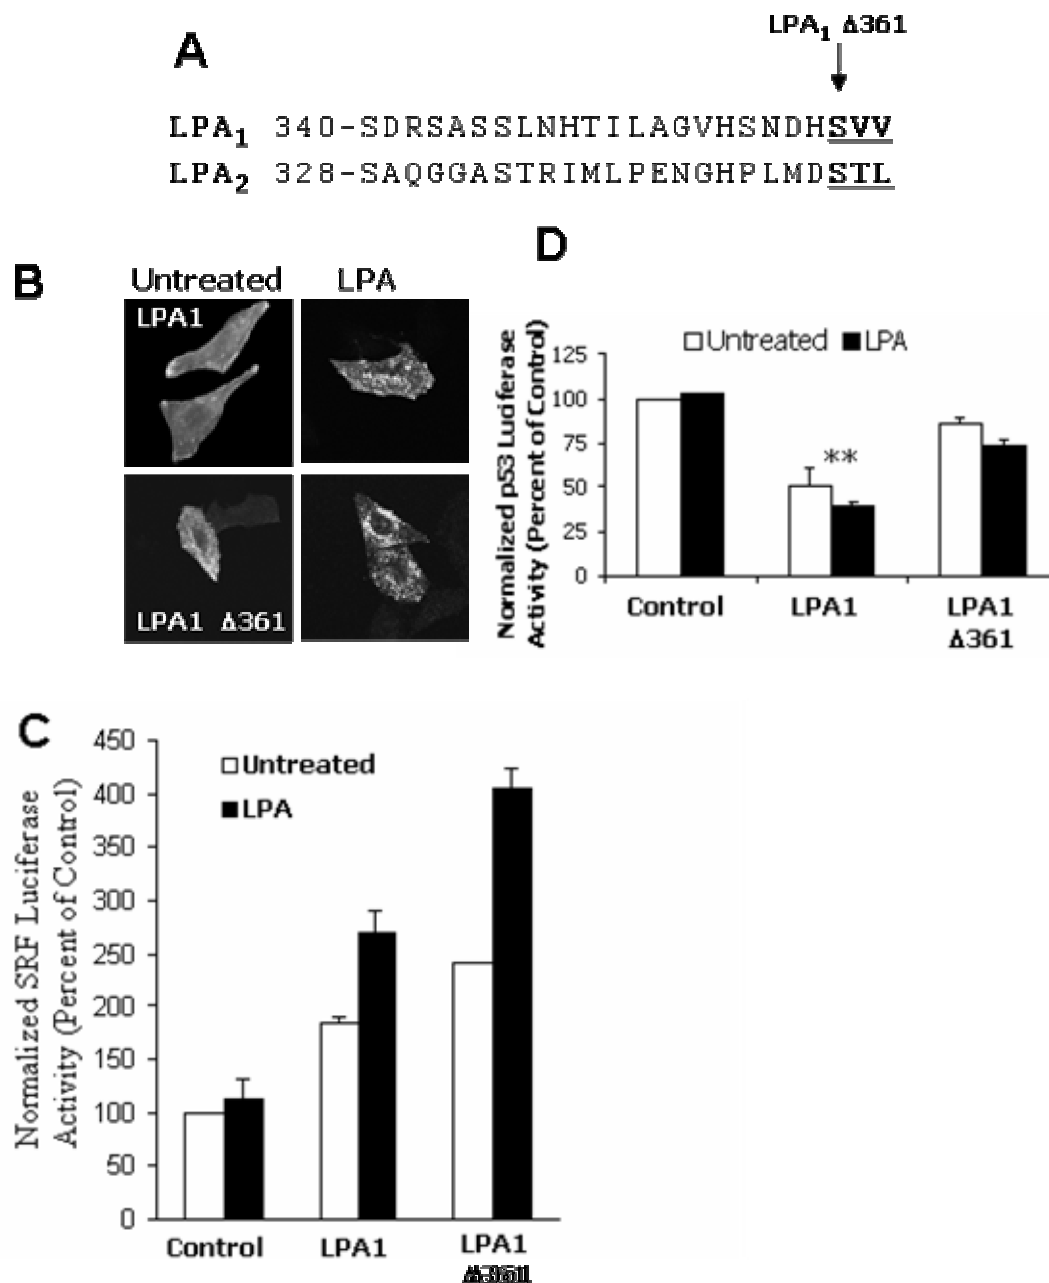 A
LPA1 Δ361
LPA1 340-SDRSASSLNHTILAGVHSNDHSVV
LPA2 328-SAQGGASTRIMLPENGHPLMDSTL
B
Untreated LPA
LPA1
LPA1 Δ361
D
Normalized p53 Luciferase
Activity (Percent of Control)
Untreated LPA
125
100
75
50
25
0
**
Control LPA1 LPA1
Δ361
C
Normalized SRF Luciferase
Activity (Percent of Control)
Untreated
LPA
450
400
350
300
250
200
150
100
50
0
Control LPA1 LPA1